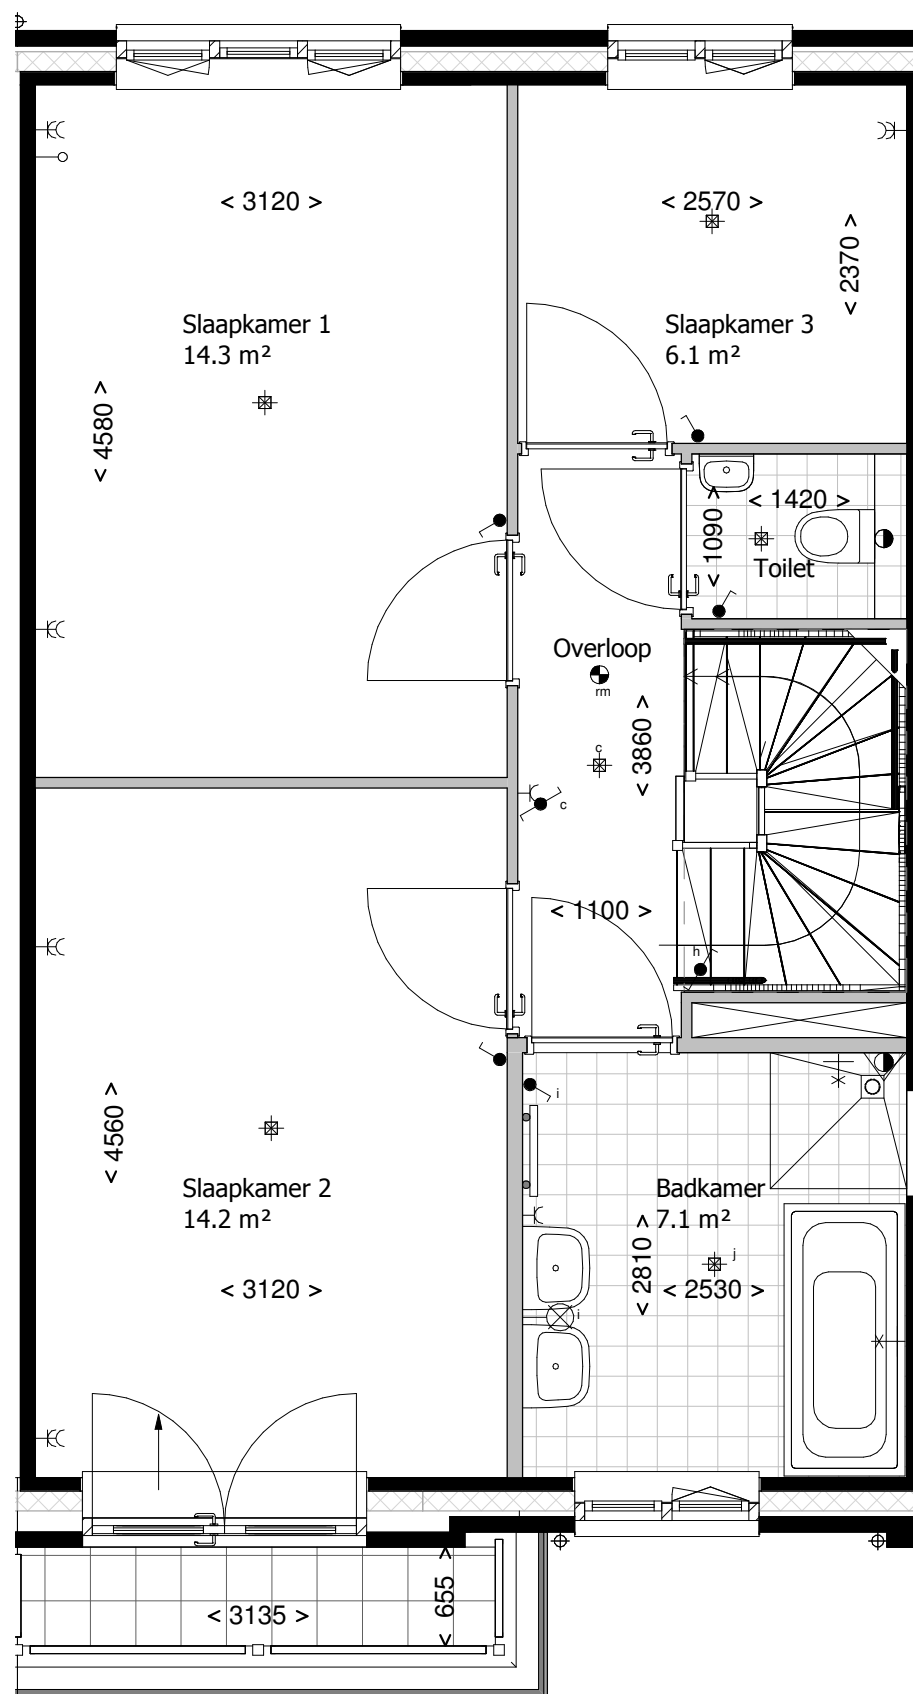 < 3120 >
< 2570 >
< 2370 >
Slaapkamer 1
14.3 m²
Slaapkamer 3
6.1 m²
< 4580 >
< 1420 >
< 1090 >
Toilet
Overloop
rm
< 3860 >
c
c
< 1100 >
h
i
< 4560 >
Slaapkamer 2
14.2 m²
Badkamer
7.1 m²
< 2810 >
j
< 3120 >
< 2530 >
i
< 3135 >
< 655 >